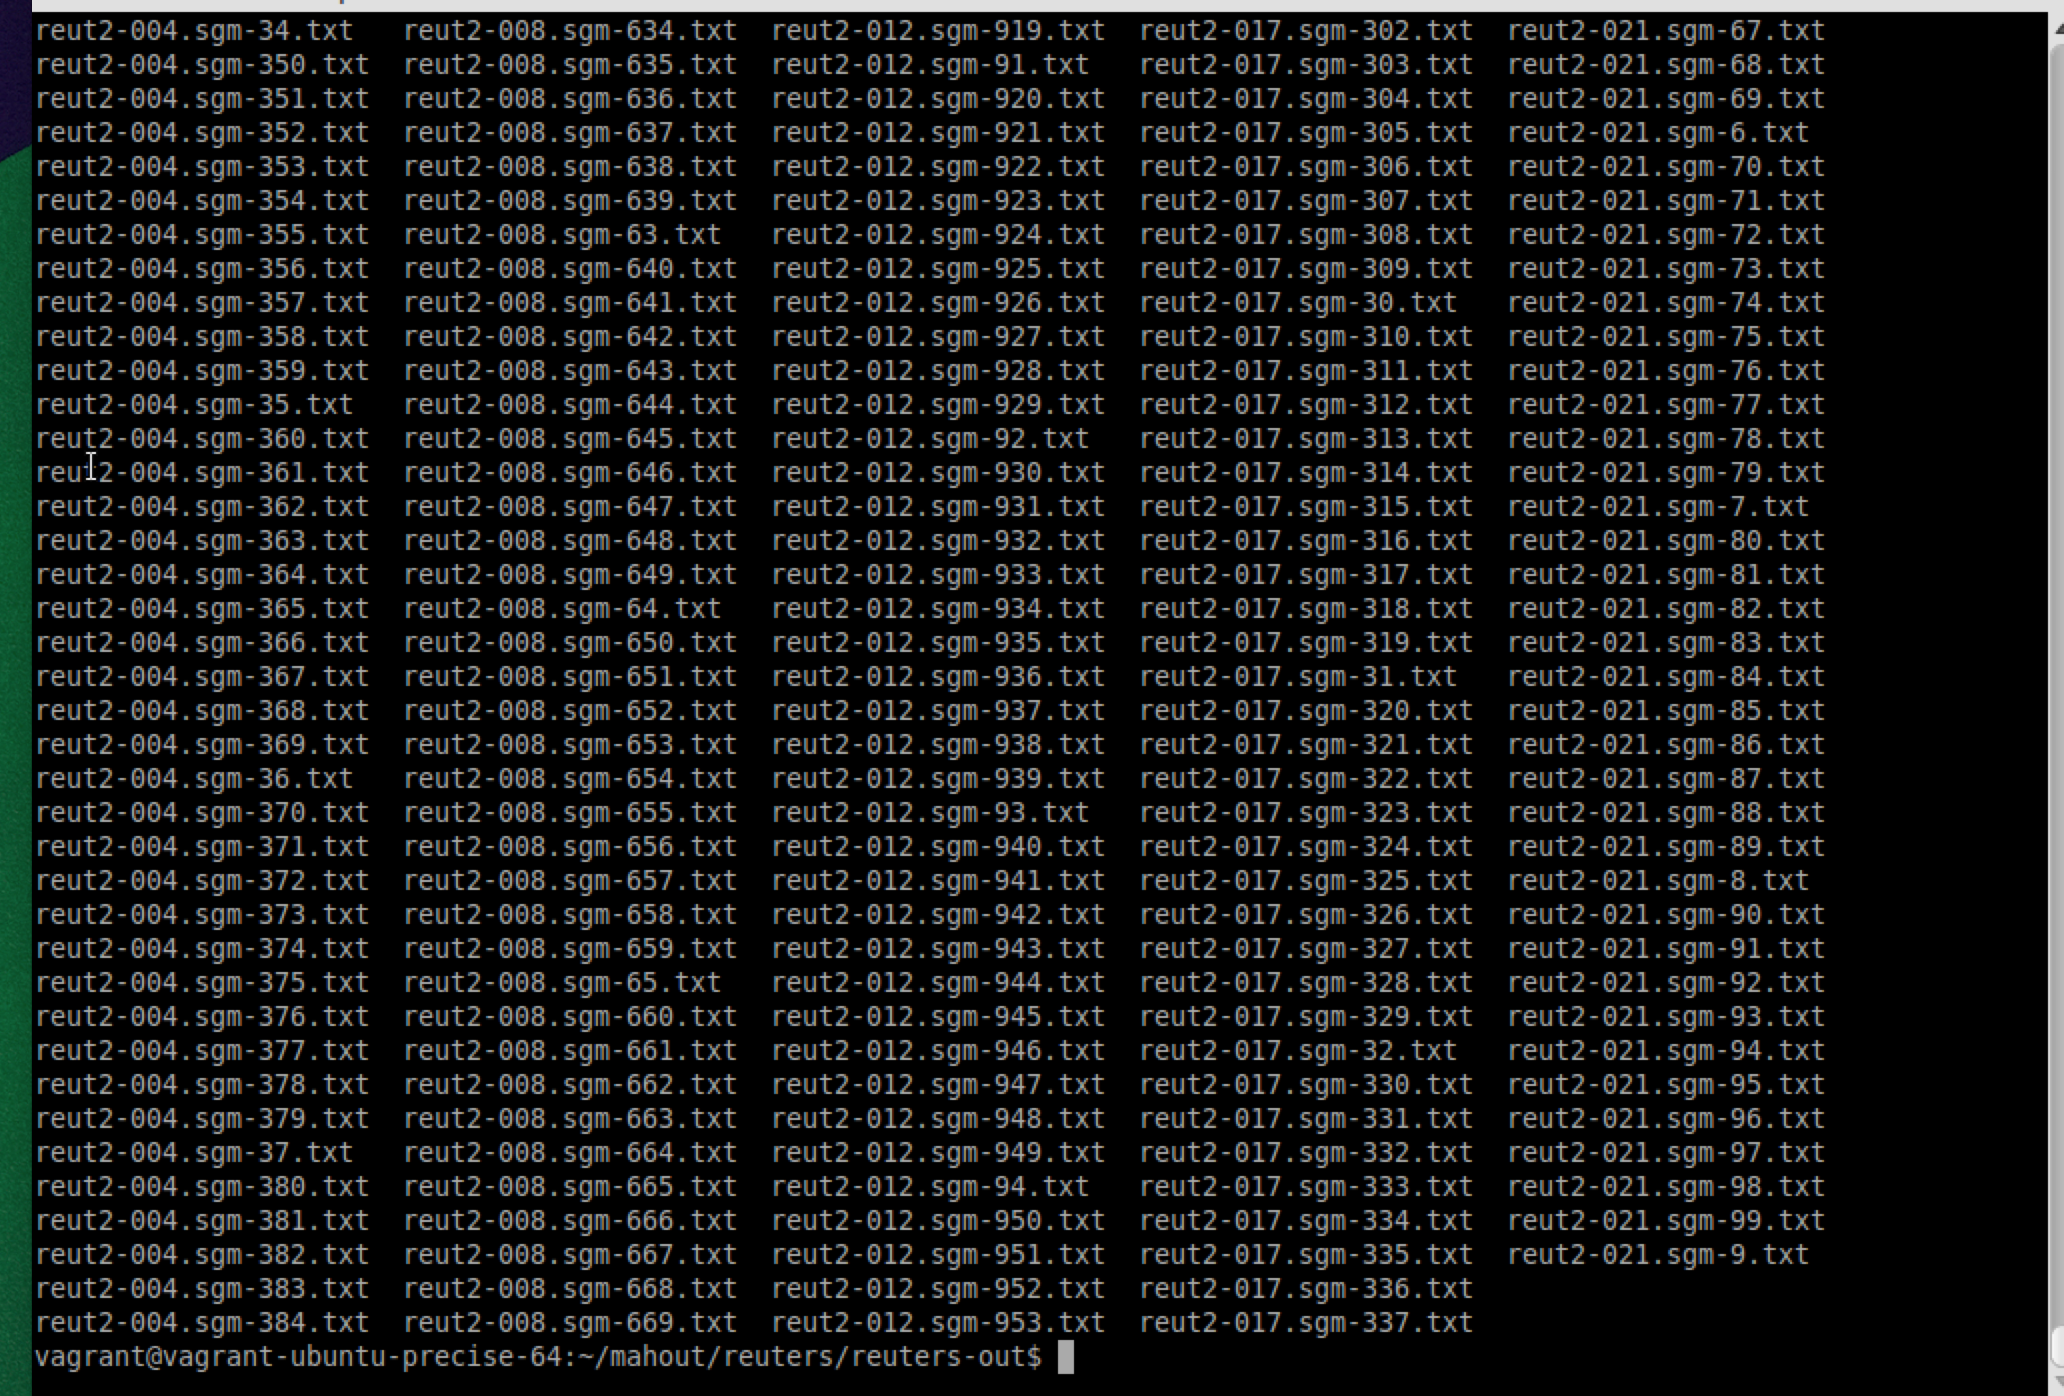 reut2-004.sgm-34.txt   reut2-008.sgm-634.txt  reut2-012.sgm-919.txt  reut2-017.sgm-302.txt  reut2-021.sgm-67.txt
reut2-004.sgm-350.txt  reut2-008.sgm-635.txt  reut2-012.sgm-91.txt   reut2-017.sgm-303.txt  reut2-021.sgm-68.txt
reut2-004.sgm-351.txt  reut2-008.sgm-636.txt  reut2-012.sgm-920.txt  reut2-017.sgm-304.txt  reut2-021.sgm-69.txt
reut2-004.sgm-352.txt  reut2-008.sgm-637.txt  reut2-012.sgm-921.txt  reut2-017.sgm-305.txt  reut2-021.sgm-6.txt
reut2-004.sgm-353.txt  reut2-008.sgm-638.txt  reut2-012.sgm-922.txt  reut2-017.sgm-306.txt  reut2-021.sgm-70.txt
reut2-004.sgm-354.txt  reut2-008.sgm-639.txt  reut2-012.sgm-923.txt  reut2-017.sgm-307.txt  reut2-021.sgm-71.txt
reut2-004.sgm-355.txt  reut2-008.sgm-63.txt   reut2-012.sgm-924.txt  reut2-017.sgm-308.txt  reut2-021.sgm-72.txt
reut2-004.sgm-356.txt  reut2-008.sgm-640.txt  reut2-012.sgm-925.txt  reut2-017.sgm-309.txt  reut2-021.sgm-73.txt
reut2-004.sgm-357.txt  reut2-008.sgm-641.txt  reut2-012.sgm-926.txt  reut2-017.sgm-30.txt   reut2-021.sgm-74.txt
reut2-004.sgm-358.txt  reut2-008.sgm-642.txt  reut2-012.sgm-927.txt  reut2-017.sgm-310.txt  reut2-021.sgm-75.txt
reut2-004.sgm-359.txt  reut2-008.sgm-643.txt  reut2-012.sgm-928.txt  reut2-017.sgm-311.txt  reut2-021.sgm-76.txt
reut2-004.sgm-35.txt   reut2-008.sgm-644.txt  reut2-012.sgm-929.txt  reut2-017.sgm-312.txt  reut2-021.sgm-77.txt
reut2-004.sgm-360.txt  reut2-008.sgm-645.txt  reut2-012.sgm-92.txt   reut2-017.sgm-313.txt  reut2-021.sgm-78.txt
reut2-004.sgm-361.txt  reut2-008.sgm-646.txt  reut2-012.sgm-930.txt  reut2-017.sgm-314.txt  reut2-021.sgm-79.txt
reut2-004.sgm-362.txt  reut2-008.sgm-647.txt  reut2-012.sgm-931.txt  reut2-017.sgm-315.txt  reut2-021.sgm-7.txt
reut2-004.sgm-363.txt  reut2-008.sgm-648.txt  reut2-012.sgm-932.txt  reut2-017.sgm-316.txt  reut2-021.sgm-80.txt
reut2-004.sgm-364.txt  reut2-008.sgm-649.txt  reut2-012.sgm-933.txt  reut2-017.sgm-317.txt  reut2-021.sgm-81.txt
reut2-004.sgm-365.txt  reut2-008.sgm-64.txt   reut2-012.sgm-934.txt  reut2-017.sgm-318.txt  reut2-021.sgm-82.txt
reut2-004.sgm-366.txt  reut2-008.sgm-650.txt  reut2-012.sgm-935.txt  reut2-017.sgm-319.txt  reut2-021.sgm-83.txt
reut2-004.sgm-367.txt  reut2-008.sgm-651.txt  reut2-012.sgm-936.txt  reut2-017.sgm-31.txt   reut2-021.sgm-84.txt
reut2-004.sgm-368.txt  reut2-008.sgm-652.txt  reut2-012.sgm-937.txt  reut2-017.sgm-320.txt  reut2-021.sgm-85.txt
reut2-004.sgm-369.txt  reut2-008.sgm-653.txt  reut2-012.sgm-938.txt  reut2-017.sgm-321.txt  reut2-021.sgm-86.txt
reut2-004.sgm-36.txt   reut2-008.sgm-654.txt  reut2-012.sgm-939.txt  reut2-017.sgm-322.txt  reut2-021.sgm-87.txt
reut2-004.sgm-370.txt  reut2-008.sgm-655.txt  reut2-012.sgm-93.txt   reut2-017.sgm-323.txt  reut2-021.sgm-88.txt
reut2-004.sgm-371.txt  reut2-008.sgm-656.txt  reut2-012.sgm-940.txt  reut2-017.sgm-324.txt  reut2-021.sgm-89.txt
reut2-004.sgm-372.txt  reut2-008.sgm-657.txt  reut2-012.sgm-941.txt  reut2-017.sgm-325.txt  reut2-021.sgm-8.txt
reut2-004.sgm-373.txt  reut2-008.sgm-658.txt  reut2-012.sgm-942.txt  reut2-017.sgm-326.txt  reut2-021.sgm-90.txt
reut2-004.sgm-374.txt  reut2-008.sgm-659.txt  reut2-012.sgm-943.txt  reut2-017.sgm-327.txt  reut2-021.sgm-91.txt
reut2-004.sgm-375.txt  reut2-008.sgm-65.txt   reut2-012.sgm-944.txt  reut2-017.sgm-328.txt  reut2-021.sgm-92.txt
reut2-004.sgm-376.txt  reut2-008.sgm-660.txt  reut2-012.sgm-945.txt  reut2-017.sgm-329.txt  reut2-021.sgm-93.txt
reut2-004.sgm-377.txt  reut2-008.sgm-661.txt  reut2-012.sgm-946.txt  reut2-017.sgm-32.txt   reut2-021.sgm-94.txt
reut2-004.sgm-378.txt  reut2-008.sgm-662.txt  reut2-012.sgm-947.txt  reut2-017.sgm-330.txt  reut2-021.sgm-95.txt
reut2-004.sgm-379.txt  reut2-008.sgm-663.txt  reut2-012.sgm-948.txt  reut2-017.sgm-331.txt  reut2-021.sgm-96.txt
reut2-004.sgm-37.txt   reut2-008.sgm-664.txt  reut2-012.sgm-949.txt  reut2-017.sgm-332.txt  reut2-021.sgm-97.txt
reut2-004.sgm-380.txt  reut2-008.sgm-665.txt  reut2-012.sgm-94.txt   reut2-017.sgm-333.txt  reut2-021.sgm-98.txt
reut2-004.sgm-381.txt  reut2-008.sgm-666.txt  reut2-012.sgm-950.txt  reut2-017.sgm-334.txt  reut2-021.sgm-99.txt
reut2-004.sgm-382.txt  reut2-008.sgm-667.txt  reut2-012.sgm-951.txt  reut2-017.sgm-335.txt  reut2-021.sgm-9.txt
reut2-004.sgm-383.txt  reut2-008.sgm-668.txt  reut2-012.sgm-952.txt  reut2-017.sgm-336.txt
reut2-004.sgm-384.txt  reut2-008.sgm-669.txt  reut2-012.sgm-953.txt  reut2-017.sgm-337.txt
vagrant@vagrant-ubuntu-precise-64:~/mahout/reuters/reuters-out$